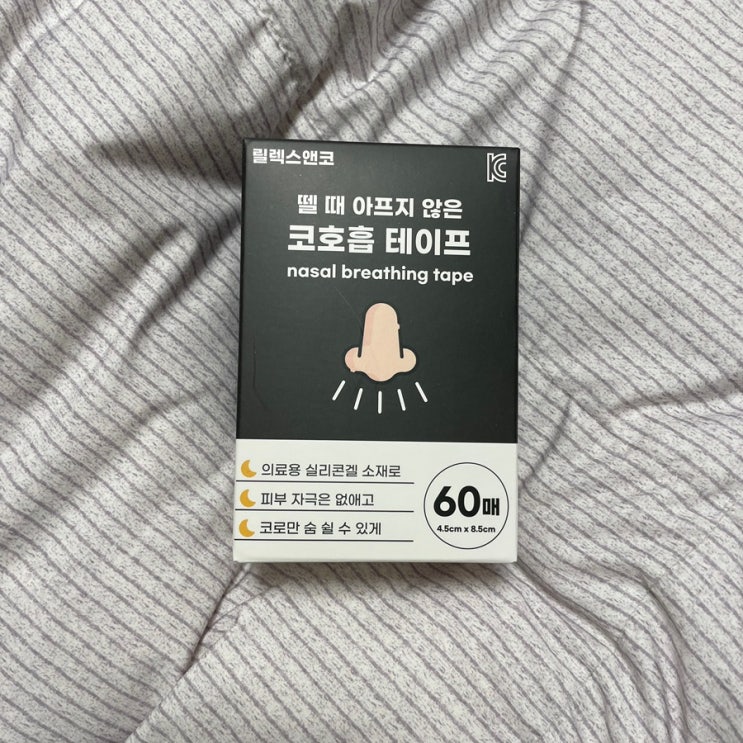 릴렉스앤코
KC
뗄 때 아프지 않은
코호흡 테이프
nasal breathing tape
의료용 실리콘겔 소재로
피부 자극은 없애고
코로만 숨 쉴 수 있게
60매
4.5cm x 8.5cm